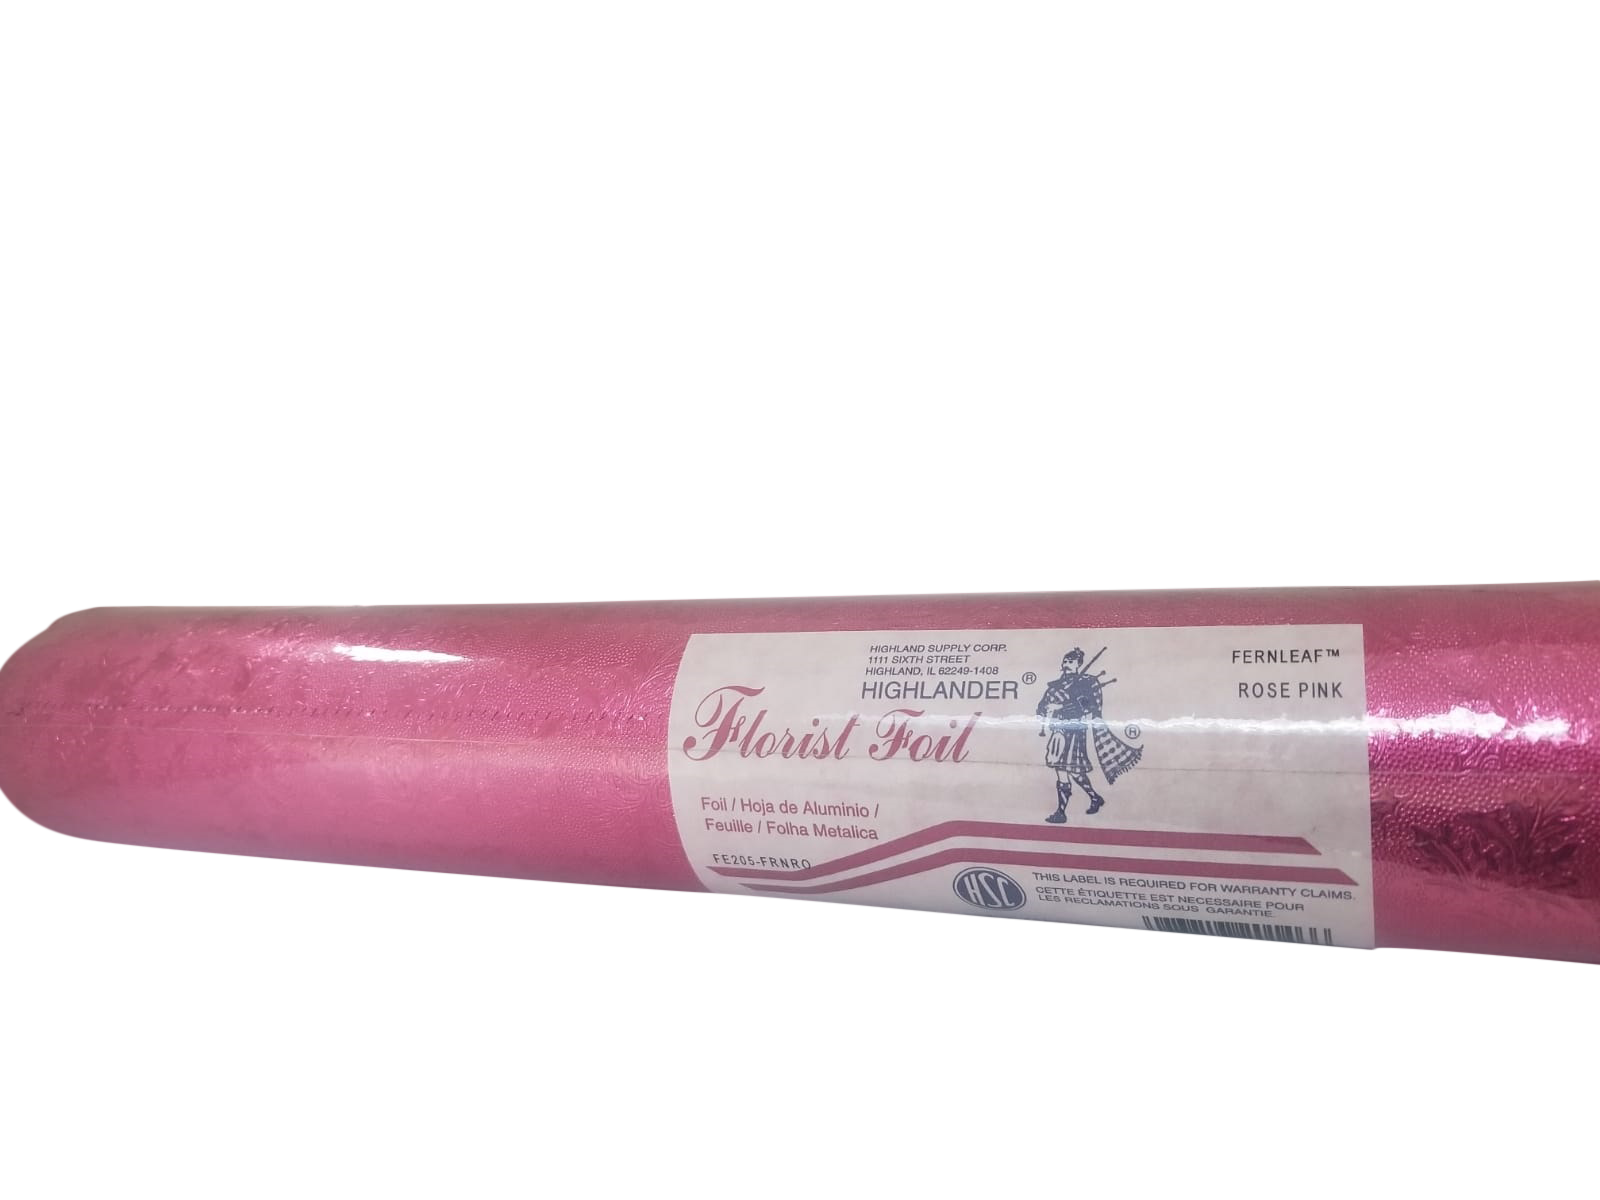 HIGHLAND SUPPLY CORP.
1111 SIXTH STREET
HIGHLAND, IL 62249-1408
HIGHLANDER®
Florist Foil
®
FERNLEAF™
ROSE PINK
Foil / Hoja de Aluminio /
Feuille / Folha Metalica
FE205-FRNRO
HSC
THIS LABEL IS REQUIRED FOR WARRANTY CLAIMS.
CETTE ÉTIQUETTE EST NECESSAIRE POUR
LES RECLAMATIONS SOUS GARANTIE.